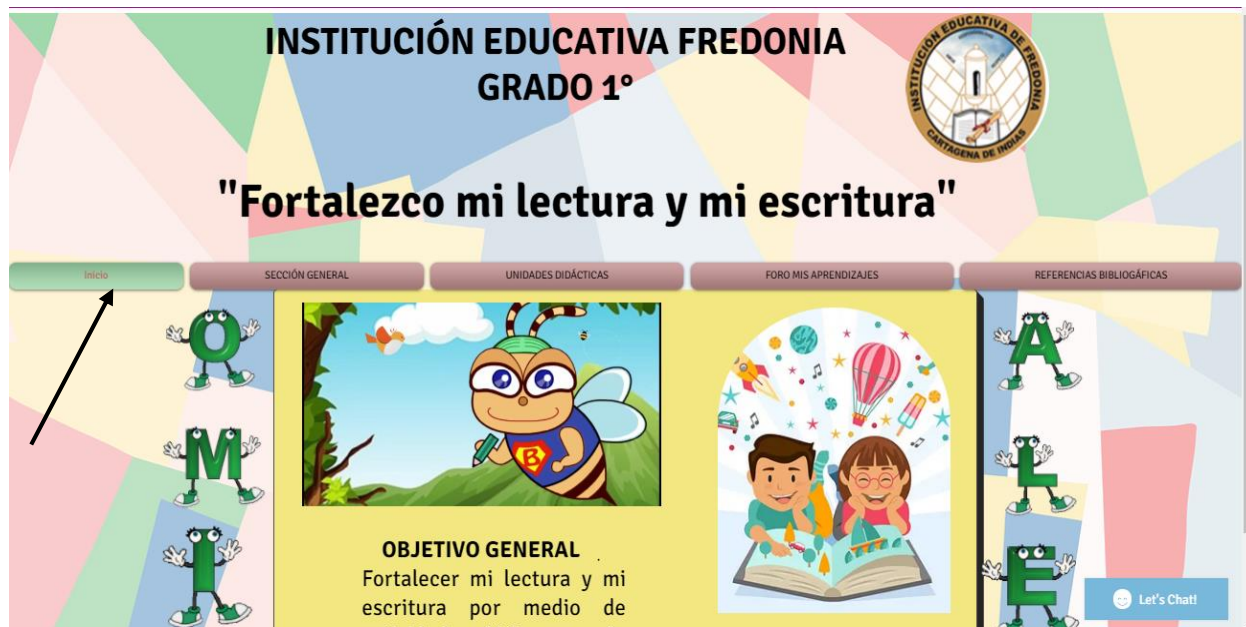 INSTITUCIÓN EDUCATIVA FREDONIA
GRADO 1°
INSTITUCIÓN EDUCATIVA DE FREDONIA
CARTAGENA DE INDIAS
"Fortalezco mi lectura y mi escritura"
Inicio
SECCIÓN GENERAL
UNIDADES DIDÁCTICAS
FORO MIS APRENDIZAJES
REFERENCIAS BIBLIOGÁFICAS
O
A
B
M
L
I
E
OBJETIVO GENERAL
Fortalecer mi lectura y mi
escritura por medio de
Let's Chat!